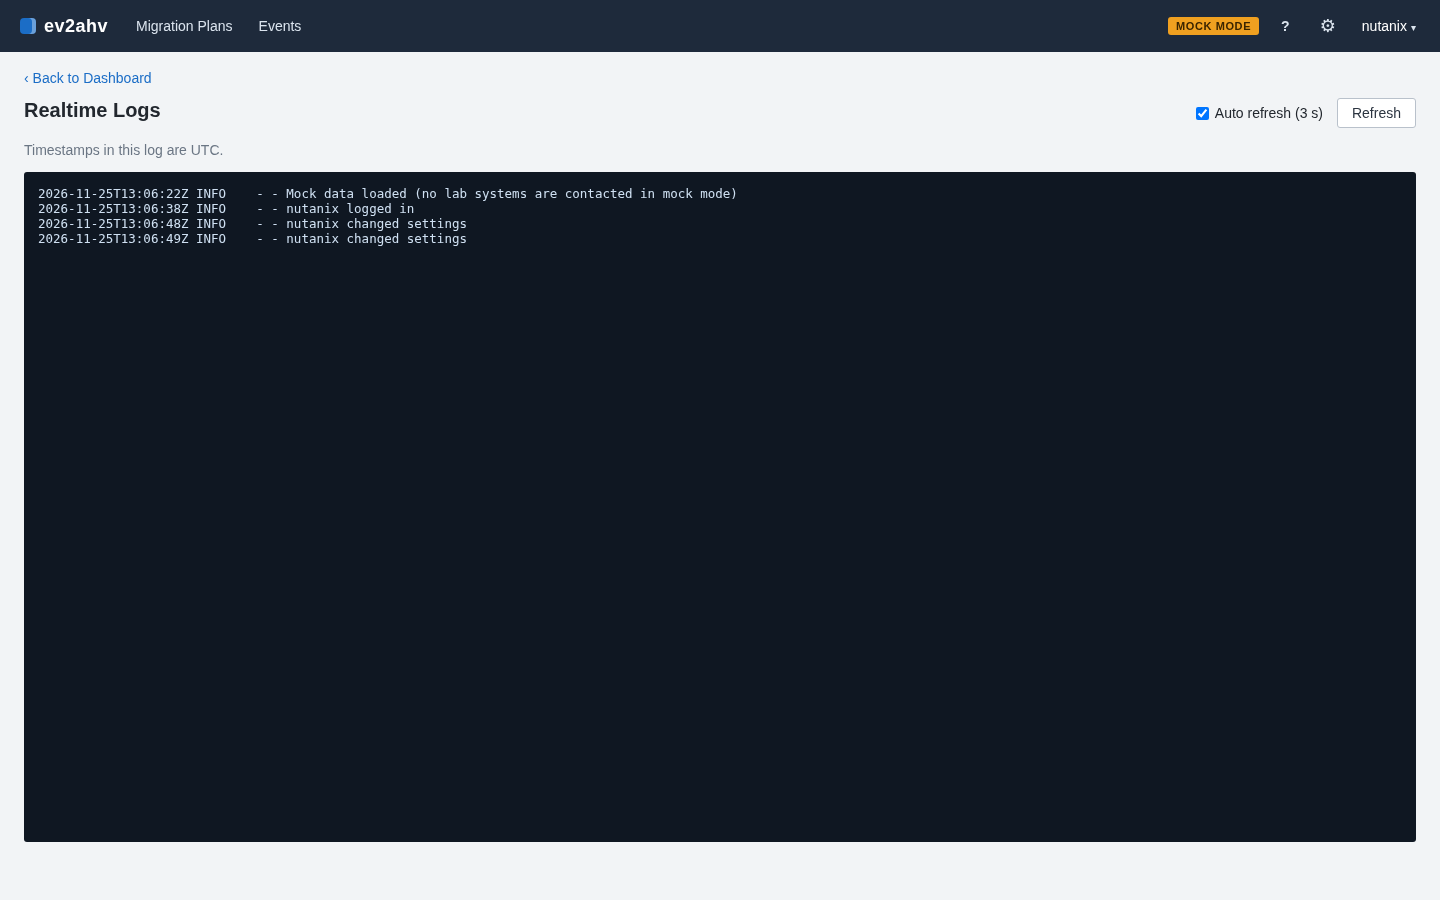 ev2ahv Migration Plans Events MOCK MODE ? nutanix ▾
‹ Back to Dashboard
Realtime Logs
Auto refresh (3 s) Refresh
Timestamps in this log are UTC.
2026-11-25T13:06:22Z INFO    - - Mock data loaded (no lab systems are contacted in mock mode)
2026-11-25T13:06:38Z INFO    - - nutanix logged in
2026-11-25T13:06:48Z INFO    - - nutanix changed settings
2026-11-25T13:06:49Z INFO    - - nutanix changed settings